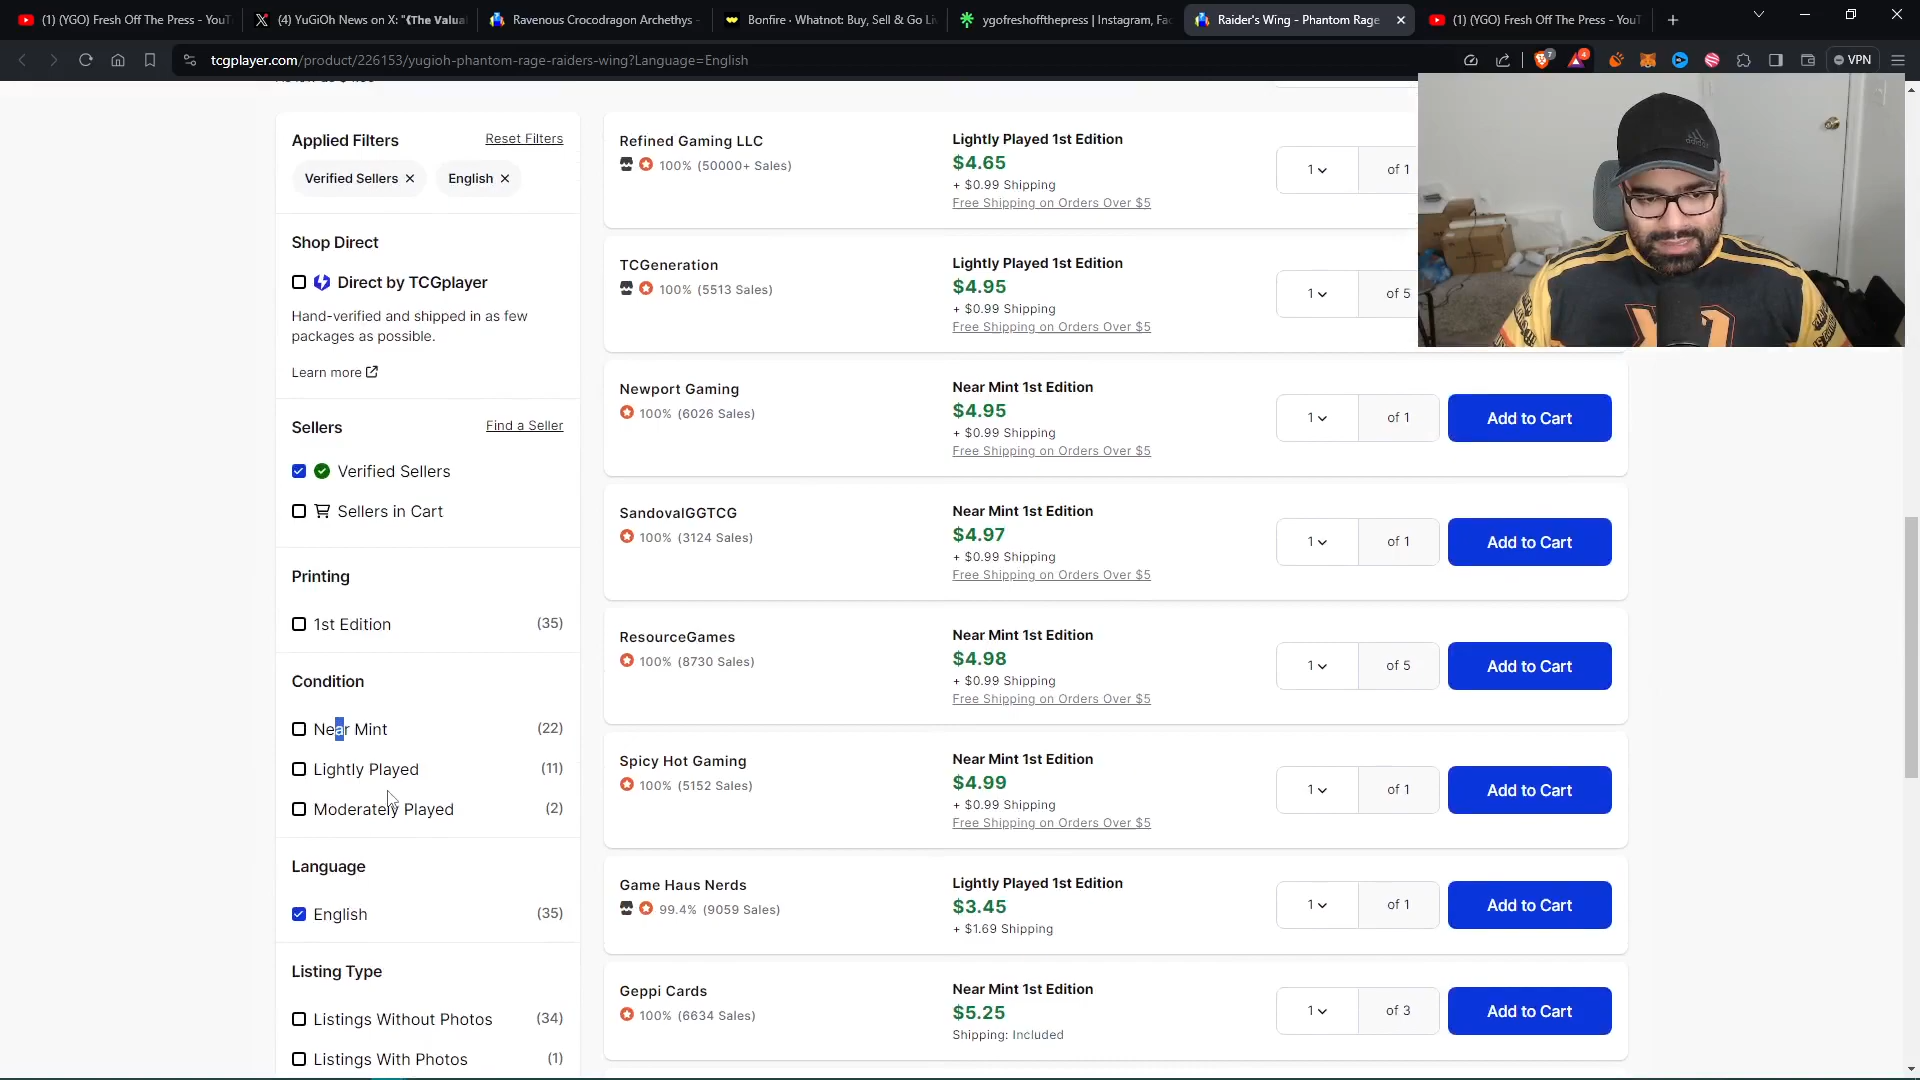 (1) (YGO) Fresh Off The Press - YouT
(4) YuGiOh News on X: "《The Valual
Ravenous Crocodragon Archethys -
Bonfire · Whatnot: Buy, Sell & Go Li
ygofreshoffthepress | Instagram, Fac
Raider's Wing - Phantom Rage
(1) (YGO) Fresh Off The Press - YouT
tcgplayer.com/product/226153/yugioh-phantom-rage-raiders-wing?Language=English
7
4
VPN
Applied Filters
Reset Filters
Verified Sellers
English
Shop Direct
Direct by TCGplayer
Hand-verified and shipped in as few
packages as possible.
Learn more
Sellers
Find a Seller
Verified Sellers
Sellers in Cart
Printing
1st Edition (35)
Condition
Near Mint (22)
Lightly Played (11)
Moderately Played (2)
Language
English (35)
Listing Type
Listings Without Photos (34)
Listings With Photos (1)
Refined Gaming LLC
100% (50000+ Sales)
Lightly Played 1st Edition
$4.65
+ $0.99 Shipping
Free Shipping on Orders Over $5
1 of 1
TCGeneration
100% (5513 Sales)
Lightly Played 1st Edition
$4.95
+ $0.99 Shipping
Free Shipping on Orders Over $5
1 of 5
Newport Gaming
100% (6026 Sales)
Near Mint 1st Edition
$4.95
+ $0.99 Shipping
Free Shipping on Orders Over $5
1 of 1
Add to Cart
SandovalGGTCG
100% (3124 Sales)
Near Mint 1st Edition
$4.97
+ $0.99 Shipping
Free Shipping on Orders Over $5
1 of 1
Add to Cart
ResourceGames
100% (8730 Sales)
Near Mint 1st Edition
$4.98
+ $0.99 Shipping
Free Shipping on Orders Over $5
1 of 5
Add to Cart
Spicy Hot Gaming
100% (5152 Sales)
Near Mint 1st Edition
$4.99
+ $0.99 Shipping
Free Shipping on Orders Over $5
1 of 1
Add to Cart
Game Haus Nerds
99.4% (9059 Sales)
Lightly Played 1st Edition
$3.45
+ $1.69 Shipping
1 of 1
Add to Cart
Geppi Cards
100% (6634 Sales)
Near Mint 1st Edition
$5.25
Shipping: Included
1 of 3
Add to Cart